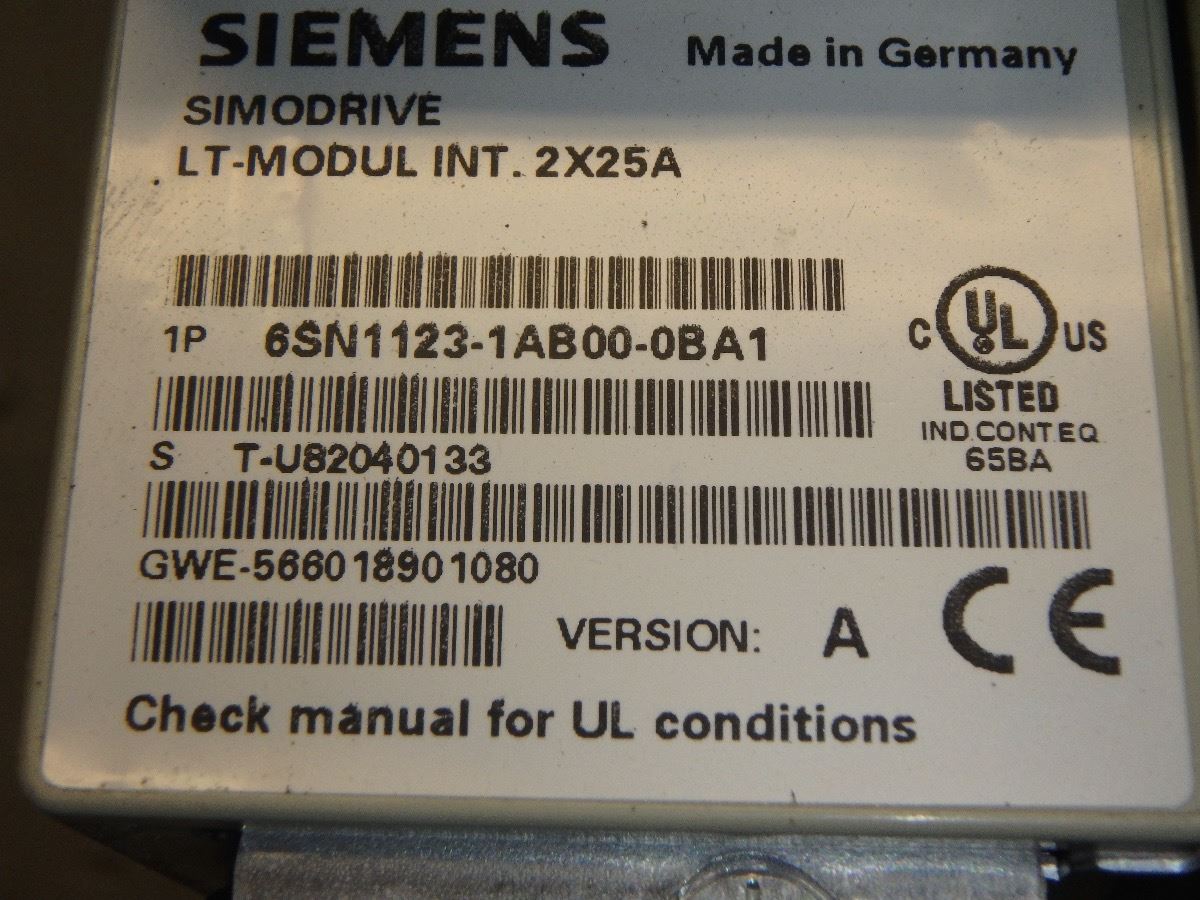 SIEMENS Made in Germany
SIMODRIVE
LT-MODUL INT. 2X25A
1P 6SN1123-1AB00-0BA1
C UL US
LISTED
IND.CONT.EQ
65BA
S T-U82040133
GWE-566018901080
VERSION: A CE
Check manual for UL conditions